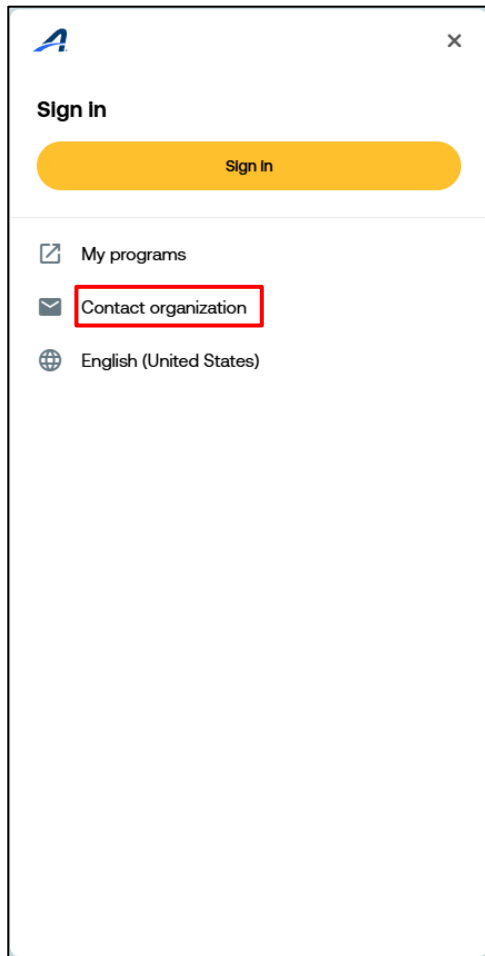 Sign in
Sign in
My programs
Contact organization
English (United States)